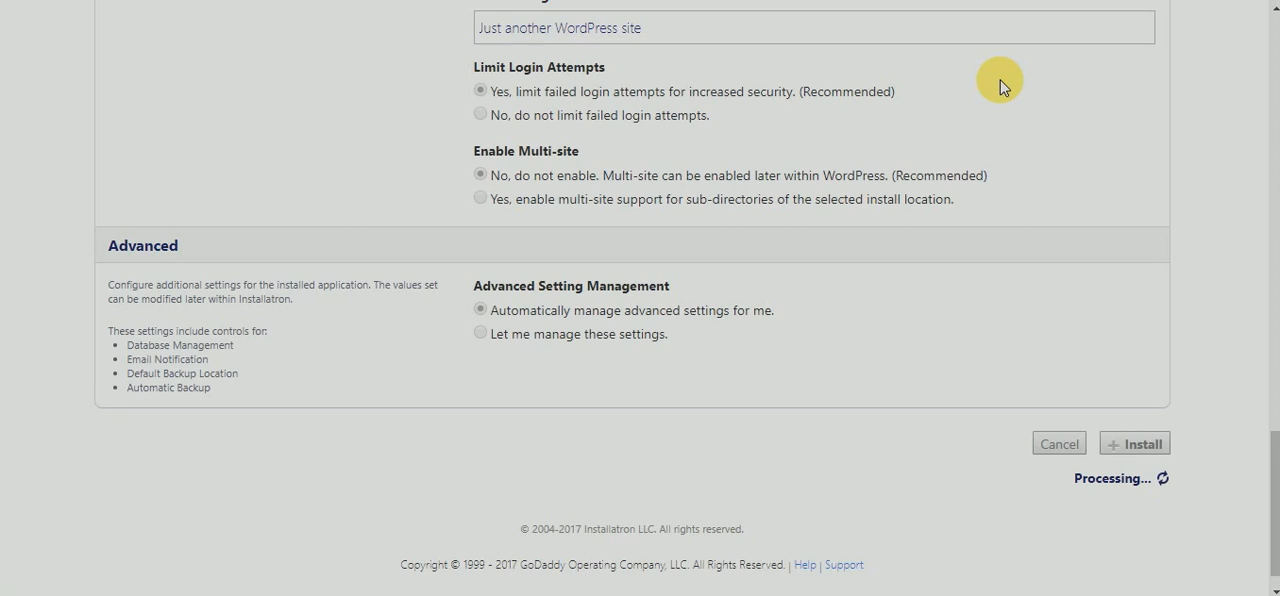 Just another WordPress site
Limit Login Attempts
Yes, limit failed login attempts for increased security. (Recommended)
No, do not limit failed login attempts.
Enable Multi-site
No, do not enable. Multi-site can be enabled later within WordPress. (Recommended)
Yes, enable multi-site support for sub-directories of the selected install location.
Advanced
Configure additional settings for the installed application. The values set
can be modified later within Installatron.
These settings include controls for:
Database Management
Email Notification
Default Backup Location
Automatic Backup
Advanced Setting Management
Automatically manage advanced settings for me.
Let me manage these settings.
Cancel
+ Install
Processing...
© 2004-2017 Installatron LLC. All rights reserved.
Copyright © 1999 - 2017 GoDaddy Operating Company, LLC. All Rights Reserved. | Help | Support